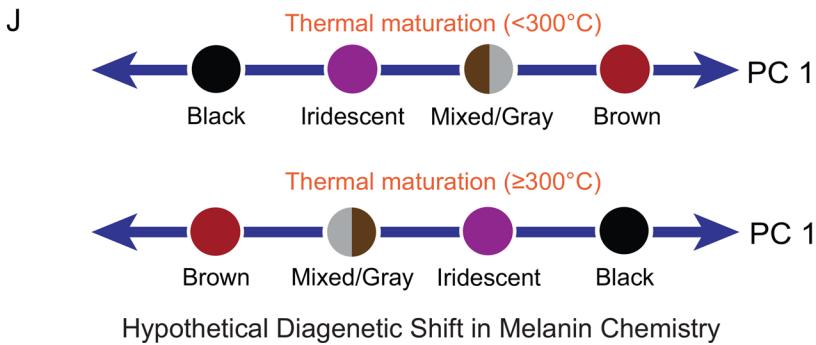 J
Thermal maturation (<300°C)
PC 1
Black Iridescent Mixed/Gray Brown
Thermal maturation (≥300°C)
PC 1
Brown Mixed/Gray Iridescent Black
Hypothetical Diagenetic Shift in Melanin Chemistry